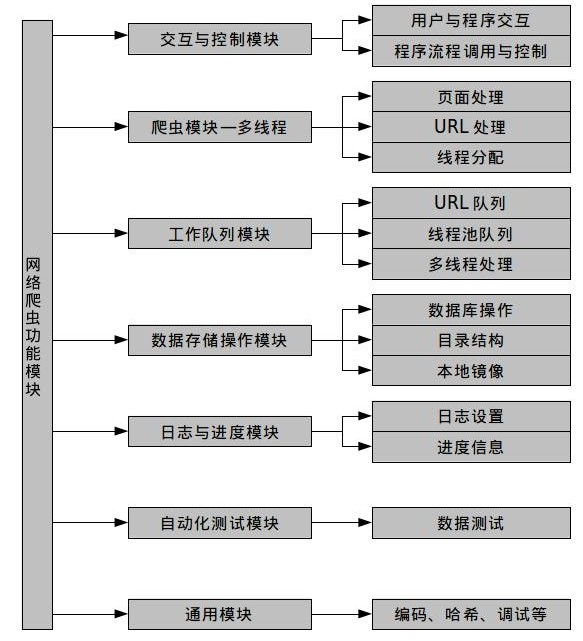 网络爬虫功能模块
交互与控制模块
用户与程序交互
程序流程调用与控制
爬虫模块—多线程
页面处理
URL 处理
线程分配
工作队列模块
URL 队列
线程池队列
多线程处理
数据存储操作模块
数据库操作
目录结构
本地镜像
日志与进度模块
日志设置
进度信息
自动化测试模块
数据测试
通用模块
编码、哈希、调试等